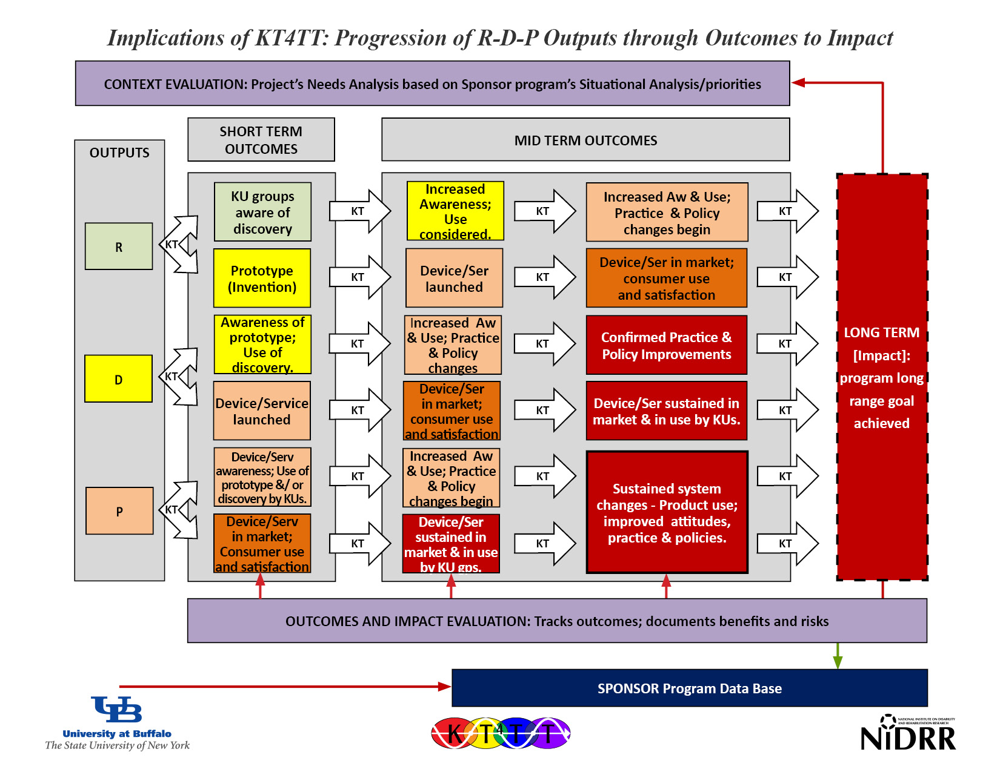 Implications of KT4TT: Progression of R-D-P Outputs through Outcomes to Impact
CONTEXT EVALUATION: Project’s Needs Analysis based on Sponsor program’s Situational Analysis/priorities
OUTPUTS
SHORT TERM
OUTCOMES
MID TERM OUTCOMES
R
KT
KU groups
aware of
discovery
KT
Increased
Awareness;
Use
considered.
KT
Increased Aw & Use;
Practice & Policy
changes begin
KT
Prototype
(Invention)
KT
Device/Ser
launched
KT
Device/Ser in market;
consumer use
and satisfaction
KT
D
KT
Awareness of
prototype;
Use of
discovery.
KT
Increased Aw
& Use; Practice
& Policy
changes
KT
Confirmed Practice &
Policy Improvements
KT
Device/Service
launched
KT
Device/Ser
in market;
consumer use
and satisfaction
KT
Device/Ser sustained in
market & in use by KUs.
KT
P
KT
Device/Serv
awareness; Use of
prototype &/ or
discovery by KUs.
KT
Increased Aw
& Use; Practice
& Policy
changes begin
KT
Sustained system
changes - Product use;
improved attitudes,
practice & policies.
KT
Device/Serv
in market;
Consumer use
and satisfaction
KT
Device/Ser
sustained in
market & in use
by KU gps.
KT
KT
LONG TERM
[Impact]:
program long
range goal
achieved
OUTCOMES AND IMPACT EVALUATION: Tracks outcomes; documents benefits and risks
SPONSOR Program Data Base
UB
University at Buffalo
The State University of New York
KT4TT
NATIONAL INSTITUTE ON DISABILITY
AND REHABILITATION RESEARCH
NiDRR